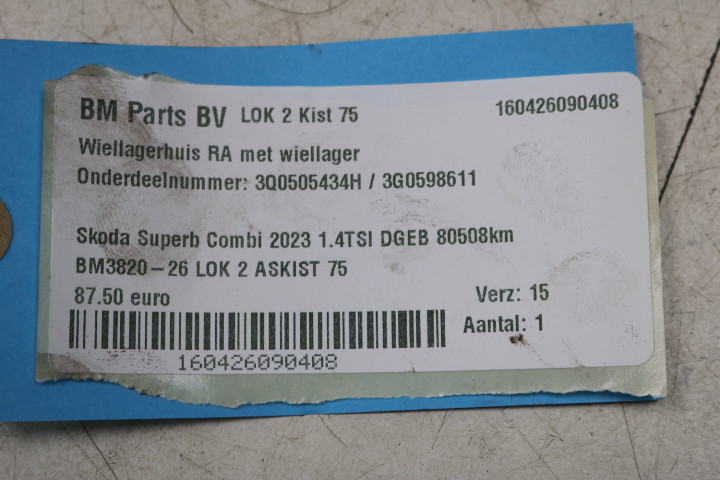 BM Parts BV LOK 2 Kist 75 160426090408
Wiellagerhuis RA met wiellager
Onderdeelnummer: 3Q0505434H / 3G0598611
Skoda Superb Combi 2023 1.4TSI DGEB 80508km
BM3820-26 LOK 2 ASKIST 75
87.50 euro Verz: 15
Aantal: 1
160426090408